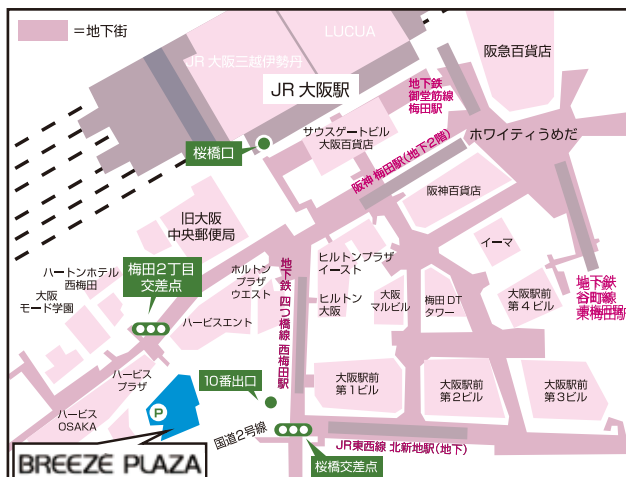 =地下街
LUCUA
JR 大阪三越伊勢丹
JR 大阪駅
阪急百貨店
地下鉄
御堂筋線
梅田駅
ホワイティうめだ
サウスゲートビル
大阪百貨店
桜橋口
阪神 梅田駅(地下2階)
阪神百貨店
旧大阪
中央郵便局
イーマ
梅田2丁目
交差点
ハートンホテル
西梅田
大阪
モード学園
ホルトン
プラザ
ウエスト
地下鉄 四つ橋線 西梅田駅
ヒルトンプラザ
イースト
ヒルトン
大阪
大阪
マルビル
梅田 DT
タワー
大阪駅前
第4ビル
地下鉄
谷町線
東梅田駅
ハービスエント
ハービス
プラザ
10番出口
大阪駅前
第1ビル
大阪駅前
第2ビル
大阪駅前
第3ビル
ハービス
OSAKA
P
国道2号線
JR東西線 北新地駅(地下)
桜橋交差点
BREEZE PLAZA